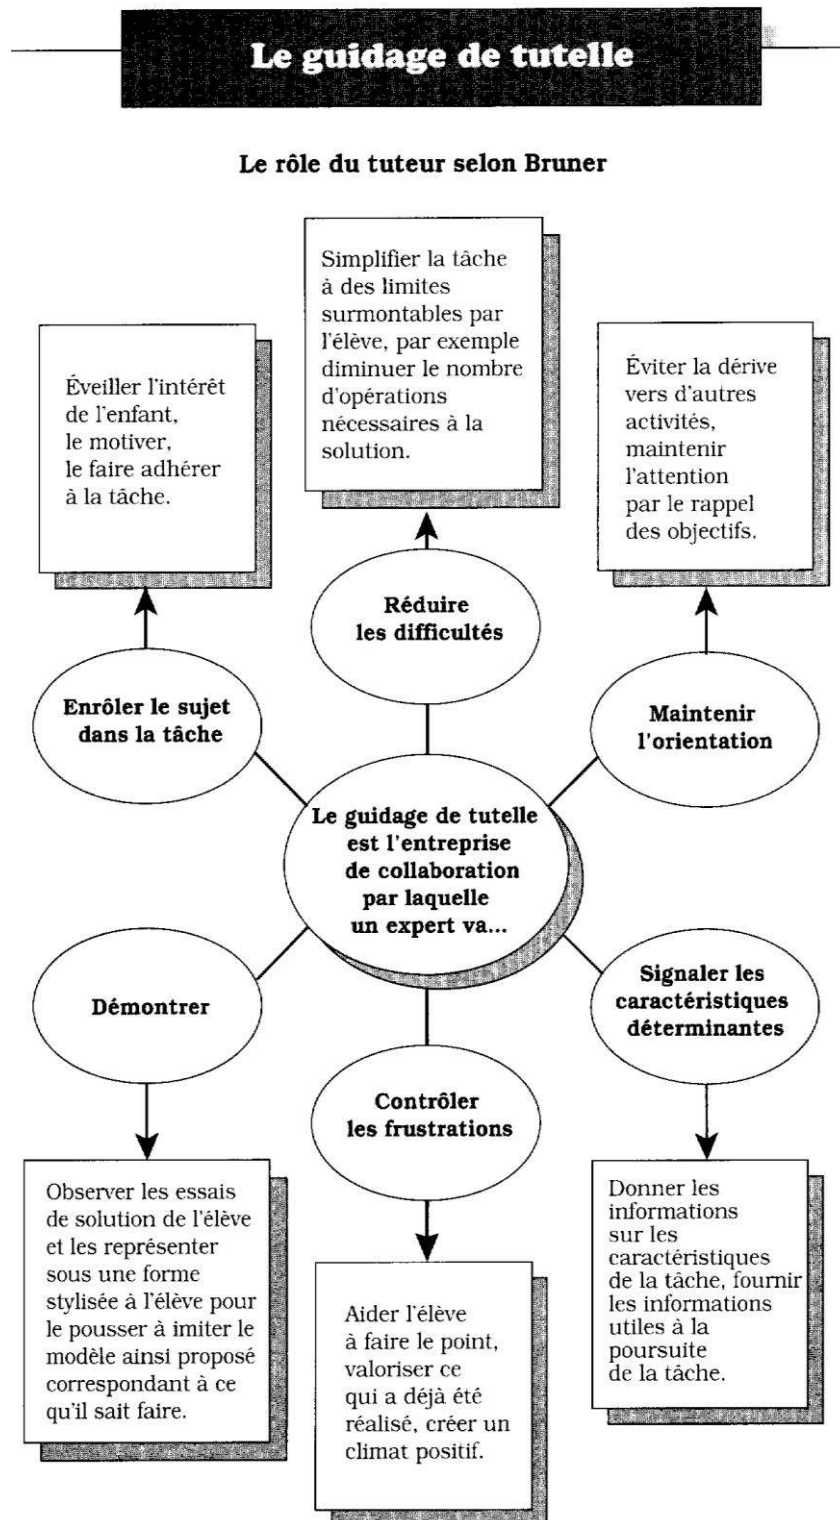 Le guidage de tutelle
Le rôle du tuteur selon Bruner
Simplifier la tâche
à des limites
surmontables par
l'élève, par exemple
diminuer le nombre
d'opérations
nécessaires à la
solution.
Éveiller l'intérêt
de l'enfant,
le motiver,
le faire adhérer
à la tâche.
Éviter la dérive
vers d'autres
activités,
maintenir
l'attention
par le rappel
des objectifs.
Réduire
les difficultés
Enrôler le sujet
dans la tâche
Maintenir
l'orientation
Le guidage de tutelle
est l'entreprise
de collaboration
par laquelle
un expert va...
Démontrer
Signaler les
caractéristiques
déterminantes
Contrôler
les frustrations
Observer les essais
de solution de l'élève
et les représenter
sous une forme
stylisée à l'élève pour
le pousser à imiter le
modèle ainsi proposé
correspondant à ce
qu'il sait faire.
Aider l'élève
à faire le point,
valoriser ce
qui a déjà été
réalisé, créer un
climat positif.
Donner les
informations
sur les
caractéristiques
de la tâche, fournir
les informations
utiles à la
poursuite
de la tâche.